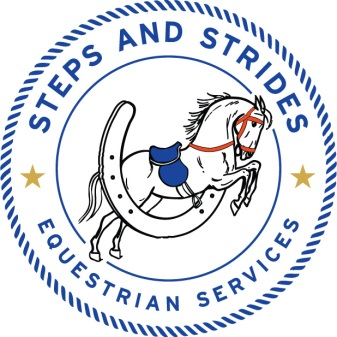 STEPS AND STRIDES
EQUESTRIAN SERVICES